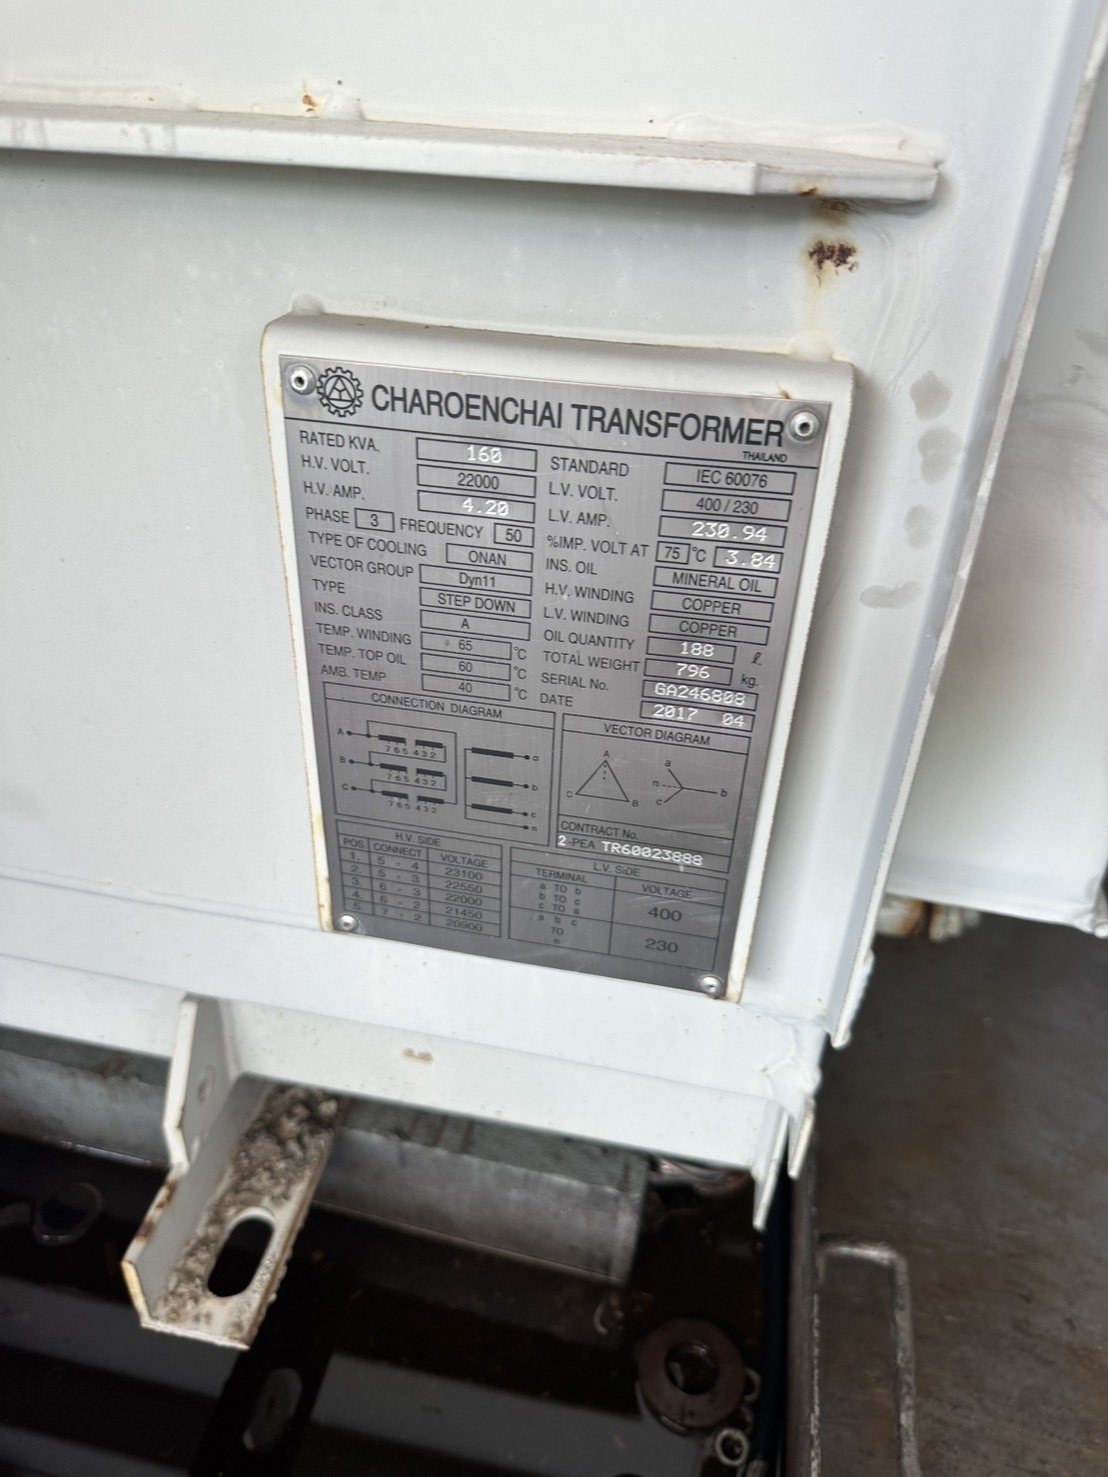 CHAROENCHAI TRANSFORMER
THAILAND
RATED KVA. 160 STANDARD IEC 60076
H.V. VOLT. 22000 L.V. VOLT. 400 / 230
H.V. AMP. 4.20 L.V. AMP. 230.94
PHASE 3 FREQUENCY 50 %IMP. VOLT AT 75 °C 3.84
TYPE OF COOLING ONAN INS. OIL MINERAL OIL
VECTOR GROUP Dyn11 H.V. WINDING COPPER
TYPE STEP DOWN L.V. WINDING COPPER
INS. CLASS A OIL QUANTITY 188 ℓ
TEMP. WINDING 65 °C TOTAL WEIGHT 796 kg.
TEMP. TOP OIL 60 °C SERIAL No. GA246808
AMB. TEMP 40 °C DATE 2017 04
CONNECTION DIAGRAM
A 7 6 5 4 3 2 a
B 7 6 5 4 3 2 b
C 7 6 5 4 3 2 c
n
VECTOR DIAGRAM
A a
n b
C B c
CONTRACT No.
2-PEA TR60023888
H.V. SIDE
POS. CONNECT VOLTAGE
1. 5 - 4 23100
2. 5 - 3 22550
3. 6 - 3 22000
4. 6 - 2 21450
5. 7 - 2 20900
L.V. SIDE
TERMINAL VOLTAGE
a TO b
b TO c 400
c TO a
a b c
TO 230
n